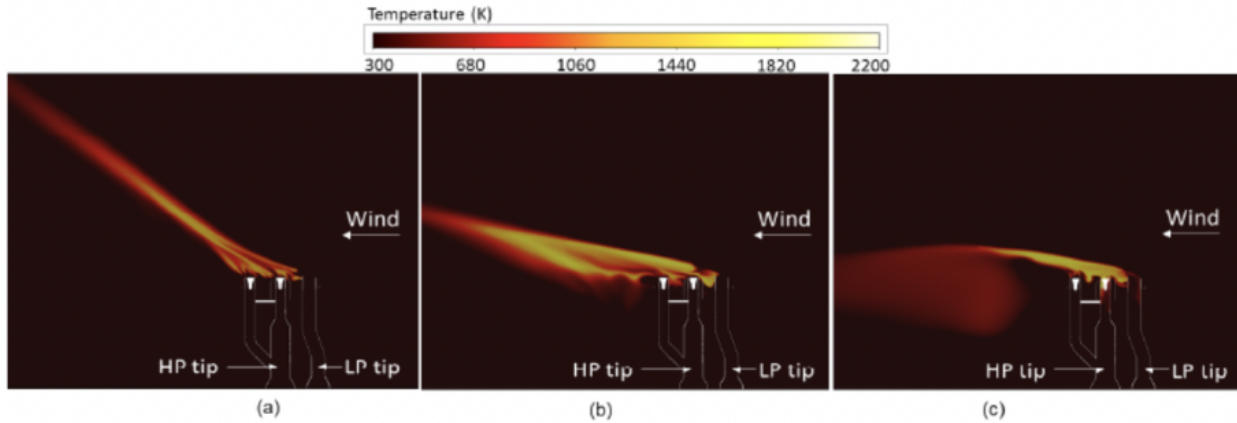 Temperature (K)
300 680 1060 1440 1820 2200
Wind
Wind
Wind
HP tip
LP tip
HP tip
LP tip
HP tip
LP tip
(a)
(b)
(c)